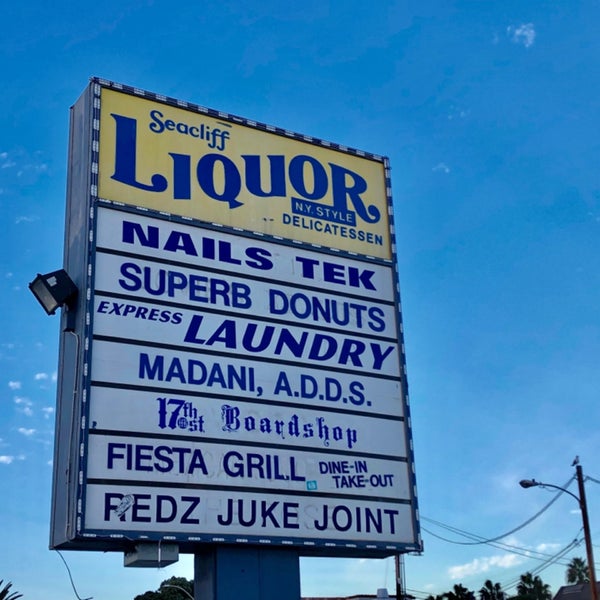 Seacliff
LIQUOR
N.Y. STYLE
DELICATESSEN
NAILS TEK
SUPERB DONUTS
EXPRESS LAUNDRY
MADANI, A.D.D.S.
17th st Boardshop
FIESTA GRILL DINE-IN
TAKE-OUT
REDZ JUKE JOINT